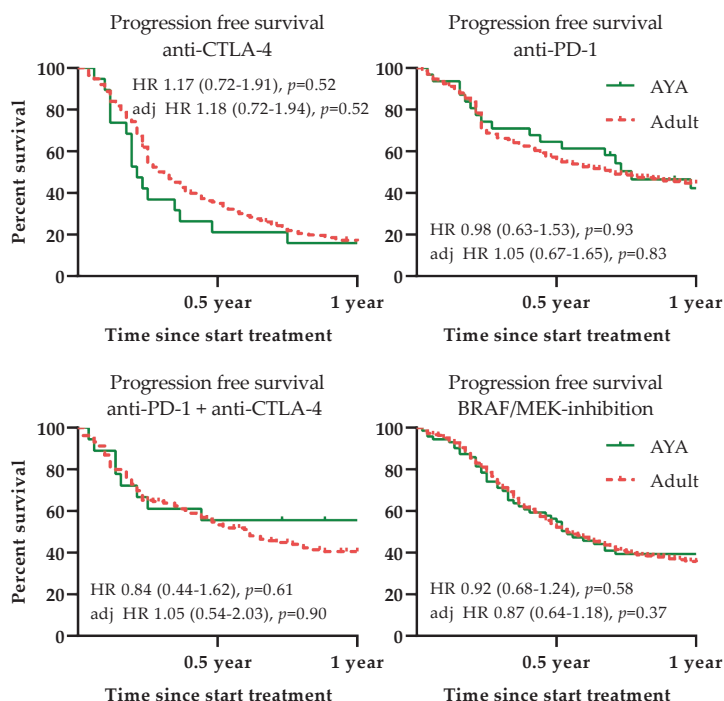 Progression free survival
anti-CTLA-4
HR 1.17 (0.72-1.91), p=0.52
adj HR 1.18 (0.72-1.94), p=0.52
Percent survival
100
80
60
40
20
0
0.5 year
1 year
Time since start treatment
Progression free survival
anti-PD-1
AYA
Adult
HR 0.98 (0.63-1.53), p=0.93
adj HR 1.05 (0.67-1.65), p=0.83
100
80
60
40
20
0
0.5 year
1 year
Time since start treatment
Progression free survival
anti-PD-1 + anti-CTLA-4
Percent survival
100
80
60
40
20
0
HR 0.84 (0.44-1.62), p=0.61
adj HR 1.05 (0.54-2.03), p=0.90
0.5 year
1 year
Time since start treatment
Progression free survival
BRAF/MEK-inhibition
AYA
Adult
100
80
60
40
20
0
HR 0.92 (0.68-1.24), p=0.58
adj HR 0.87 (0.64-1.18), p=0.37
0.5 year
1 year
Time since start treatment